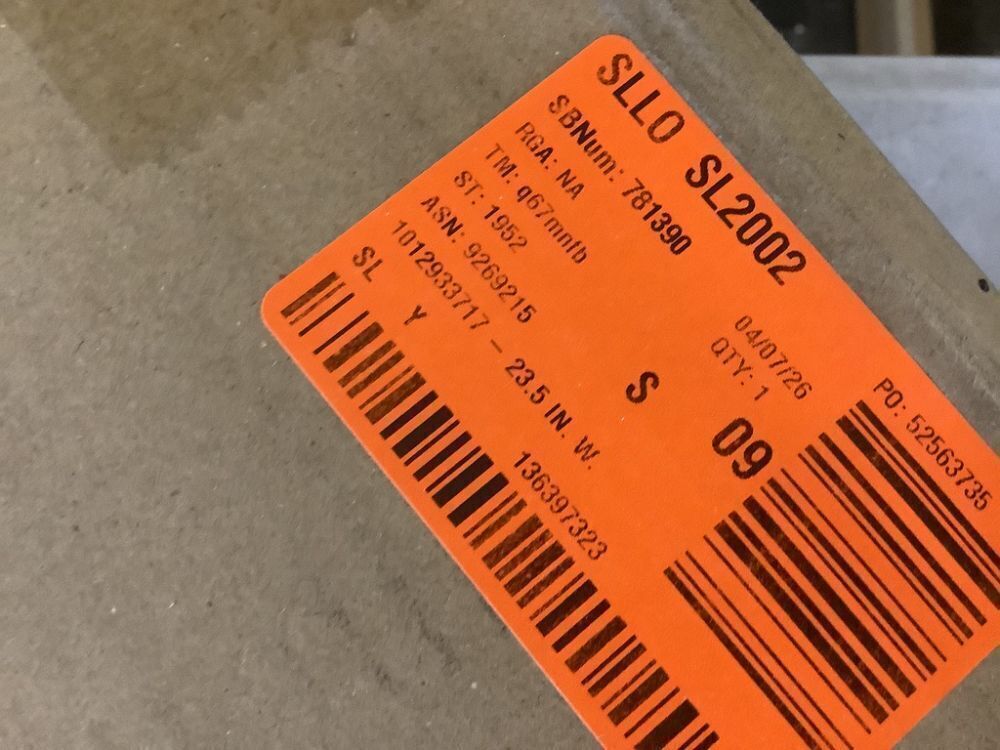 SLLO SL2002
SBNum: 781390
RGA: NA
04/07/26
PO: 52563735
TM: q67mnfb
QTY: 1
ST: 1952
ASN: 9269215
S 09
1012933717 - 23.5 IN. W.
SL Y
136397323